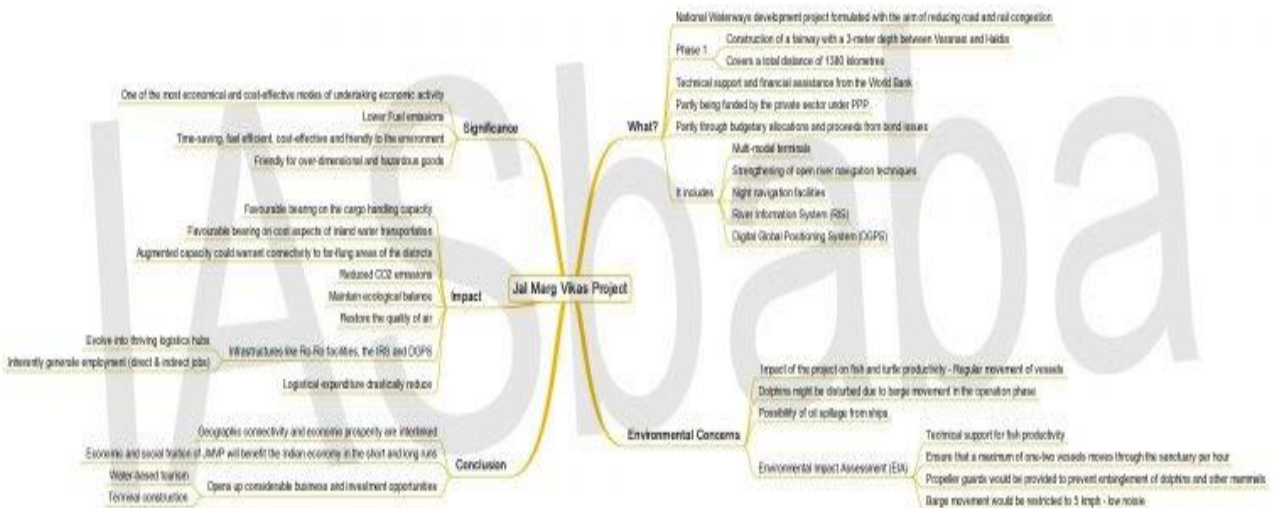 Jal Marg Vikas Project
What?
National Waterways development project formulated with the aim of reducing road and rail congestion
Phase 1
Construction of a fairway with a 3-meter depth between Varanasi and Haldia
Covers a total distance of 1380 kilometres
Technical support and financial assistance from the World Bank
Partly being funded by the private sector under PPP
Partly through budgetary allocations and proceeds from bond issues
It includes
Multi-modal terminals
Strengthening of open river navigation techniques
Night navigation facilities
River Information System (RIS)
Digital Global Positioning System (DGPS)
Significance
One of the most economical and cost-effective modes of undertaking economic activity
Lower Fuel emissions
Time-saving, fuel efficient, cost-effective and friendly to the environment
Friendly for over-dimensional and hazardous goods
Impact
Favourable bearing on the cargo handling capacity
Favourable bearing on cost aspects of inland water transportation
Augmented capacity could warrant connectivity to far-flung areas of the districts
Reduced CO2 emissions
Maintain ecological balance
Restore the quality of air
Infrastructures like Ro-Ro facilities, the IRS and DGPS
Evolve into thriving logistics hubs
Inherently generate employment (direct & indirect jobs)
Logistical expenditure drastically reduce
Environmental Concerns
Impact of the project on fish and turtle productivity - Regular movement of vessels
Dolphins might be disturbed due to barge movement in the operation phase
Possibility of oil spillage from ships
Environmental Impact Assessment (EIA)
Technical support for fish productivity
Ensure that a maximum of one-two vessels moves through the sanctuary per hour
Propeller guards would be provided to prevent entanglement of dolphins and other mammals
Barge movement would be restricted to 5 kmph - low noise
Conclusion
Geographic connectivity and economic prosperity are interlinked
Economic and social fruition of JMVP will benefit the Indian economy in the short and long runs
Opens up considerable business and investment opportunities
Water-based tourism
Terminal construction
IASbaba